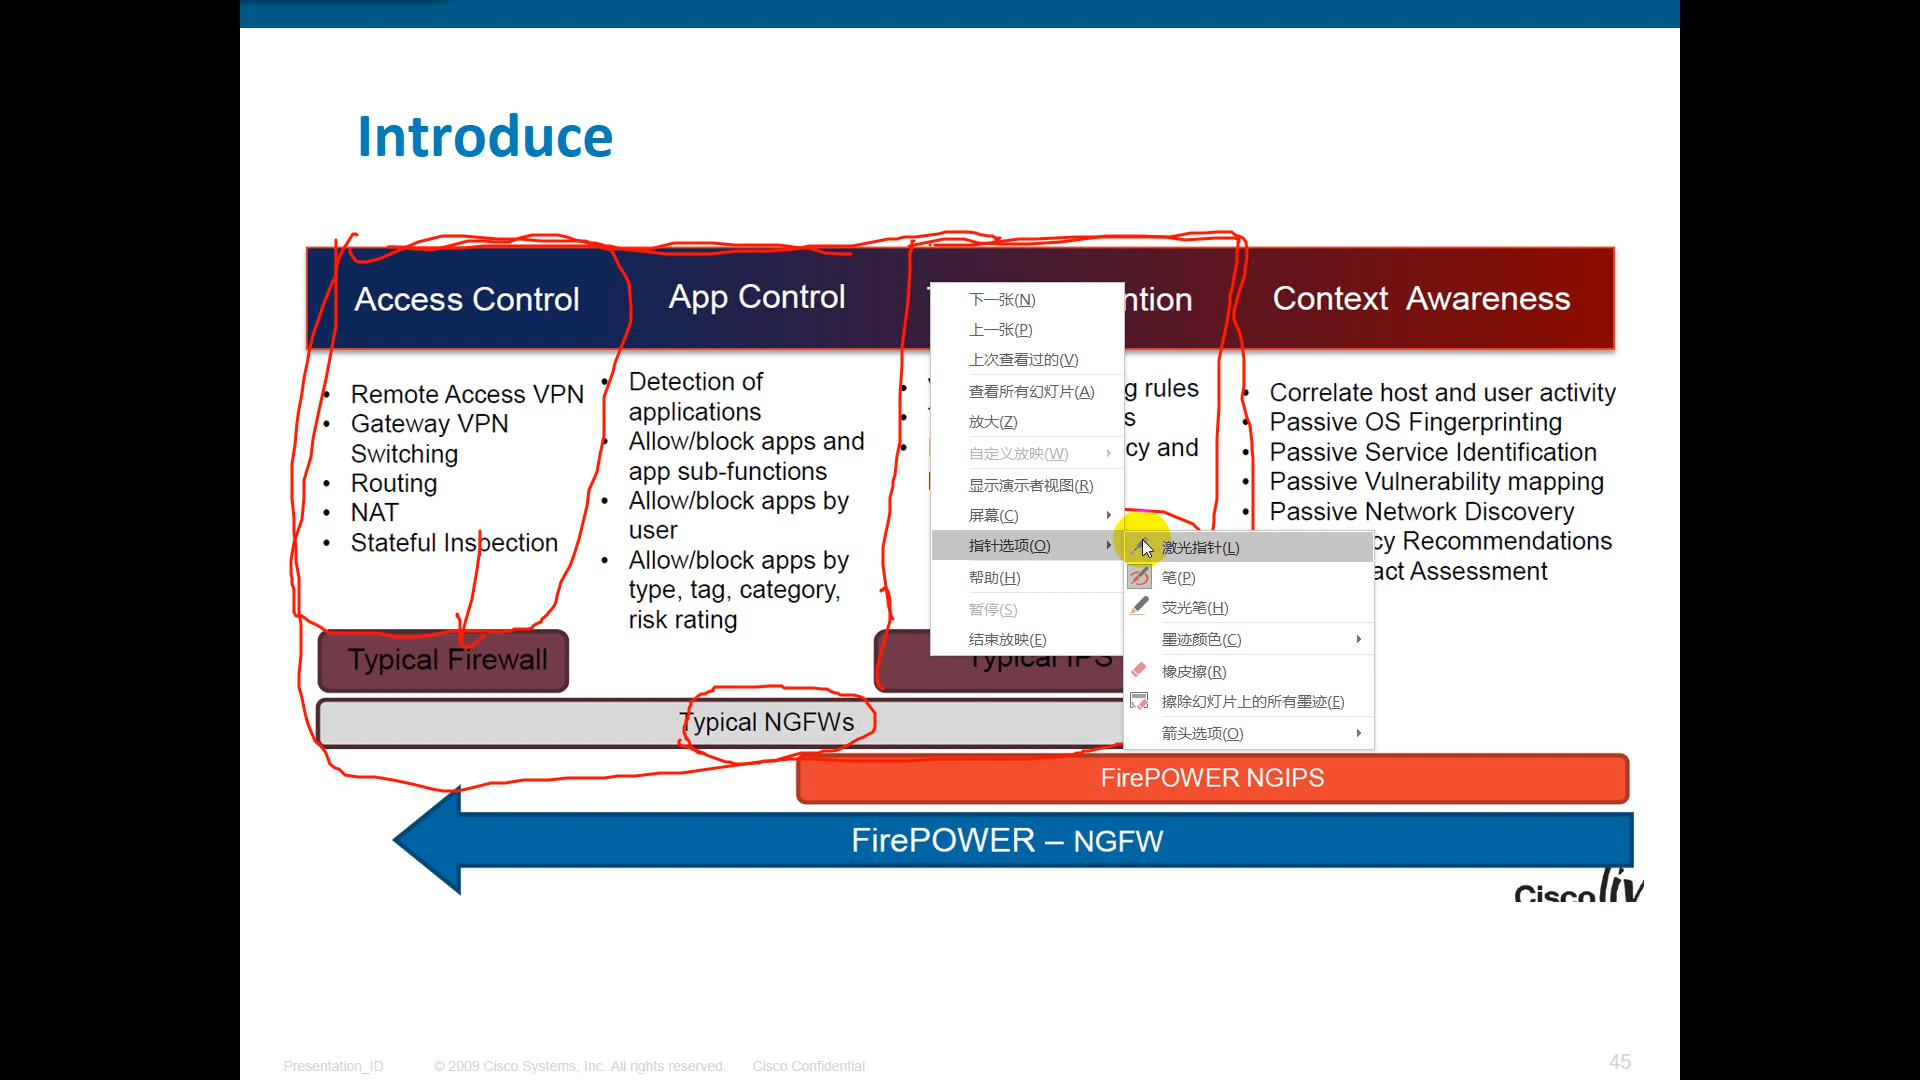 Introduce
Access Control
App Control
ntion
Context Awareness
• Remote Access VPN
• Gateway VPN
Switching
• Routing
• NAT
• Stateful Inspection
• Detection of
applications
• Allow/block apps and
app sub-functions
• Allow/block apps by
user
• Allow/block apps by
type, tag, category,
risk rating
g rules
s
cy and
• Correlate host and user activity
• Passive OS Fingerprinting
• Passive Service Identification
• Passive Vulnerability mapping
• Passive Network Discovery
cy Recommendations
act Assessment
下一张(N)
上一张(P)
上次查看过的(V)
查看所有幻灯片(A)
放大(Z)
自定义放映(W)
显示演示者视图(R)
屏幕(C)
指针选项(O)
帮助(H)
暂停(S)
结束放映(E)
激光指针(L)
笔(P)
荧光笔(H)
墨迹颜色(C)
橡皮擦(R)
擦除幻灯片上的所有墨迹(E)
箭头选项(O)
Typical Firewall
Typical IPS
Typical NGFWs
FirePOWER NGIPS
FirePOWER – NGFW
Cisco liv
Presentation_ID
© 2009 Cisco Systems, Inc. All rights reserved.
Cisco Confidential
45